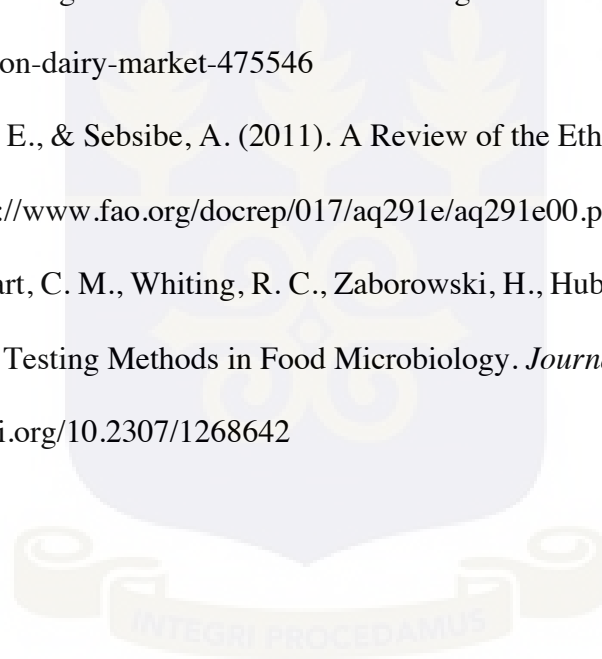 on-dairy-market-475546
E., & Sebsibe, A. (2011). A Review of the Eth
://www.fao.org/docrep/017/aq291e/aq291e00.p
art, C. M., Whiting, R. C., Zaborowski, H., Hub
Testing Methods in Food Microbiology. Journa
i.org/10.2307/1268642
INTEGRI PROCEDAMUS